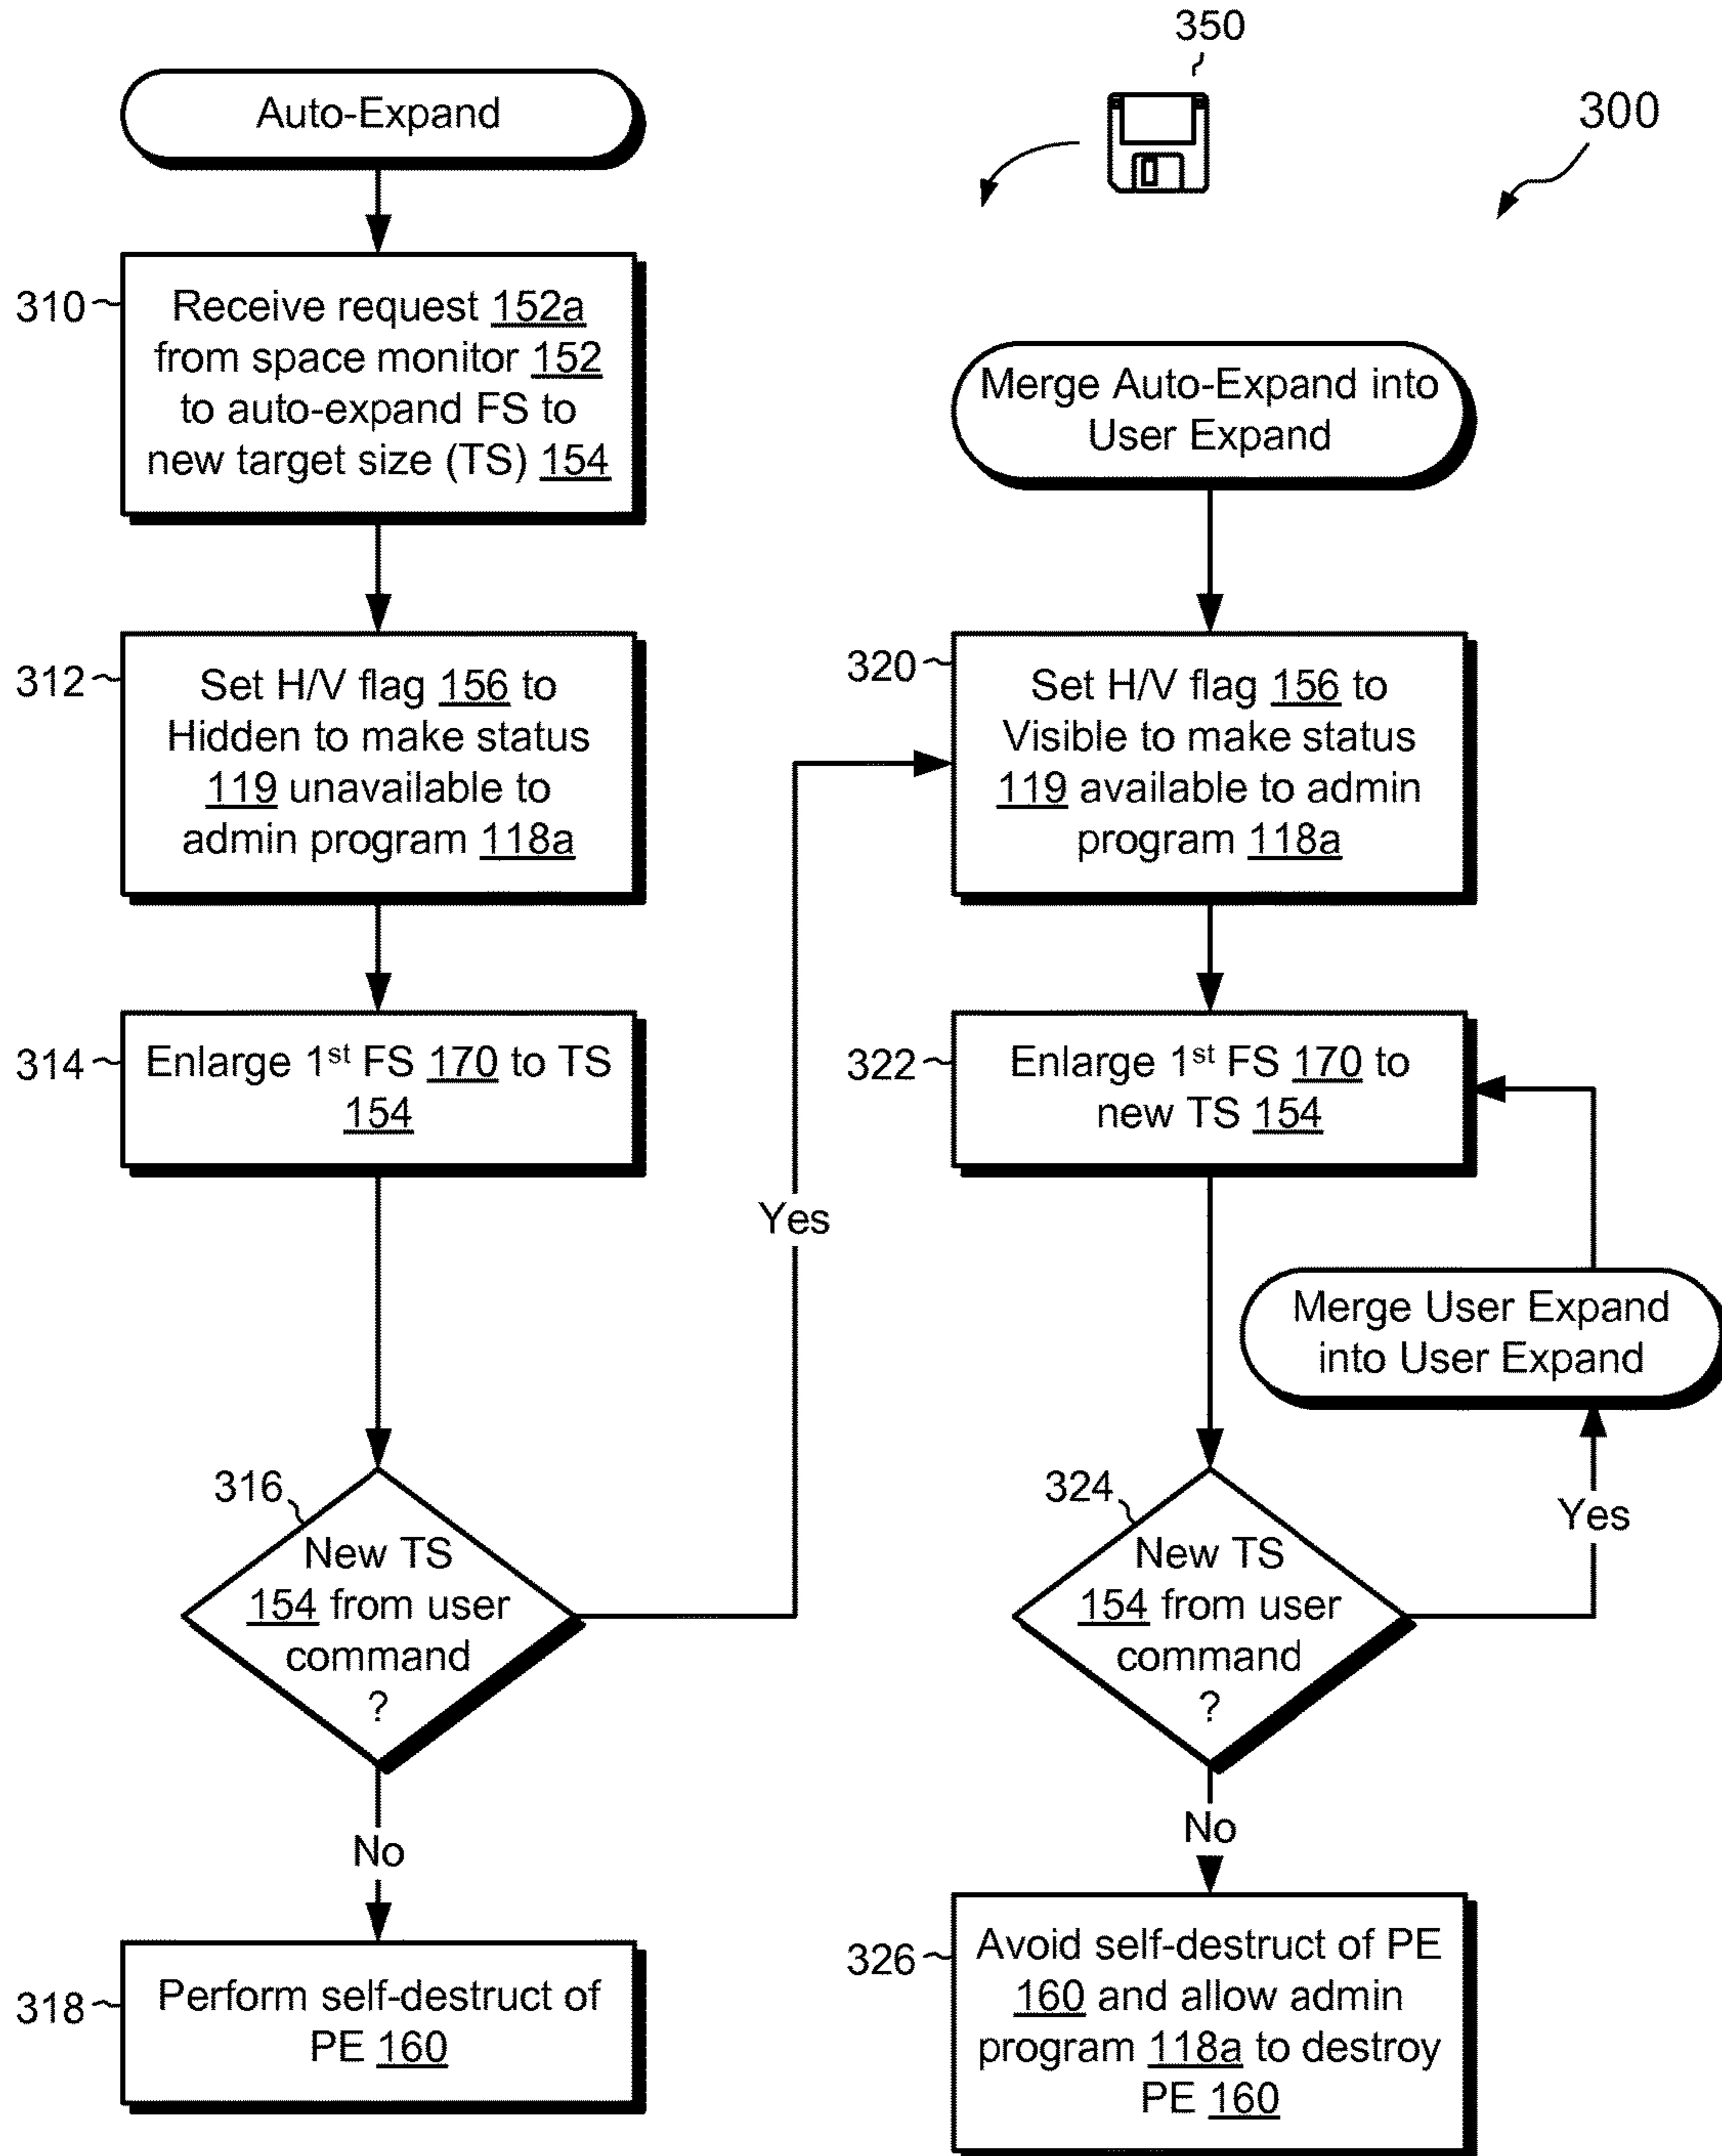 350
300
Auto-Expand
310
Receive request 152a
from space monitor 152
to auto-expand FS to
new target size (TS) 154
312
Set H/V flag 156 to
Hidden to make status
119 unavailable to
admin program 118a
314
Enlarge 1st FS 170 to TS
154
316
New TS
154 from user
command
?
Yes
No
318
Perform self-destruct of
PE 160
Merge Auto-Expand into
User Expand
320
Set H/V flag 156 to
Visible to make status
119 available to admin
program 118a
322
Enlarge 1st FS 170 to
new TS 154
Merge User Expand
into User Expand
324
New TS
154 from user
command
?
Yes
No
326
Avoid self-destruct of PE
160 and allow admin
program 118a to destroy
PE 160